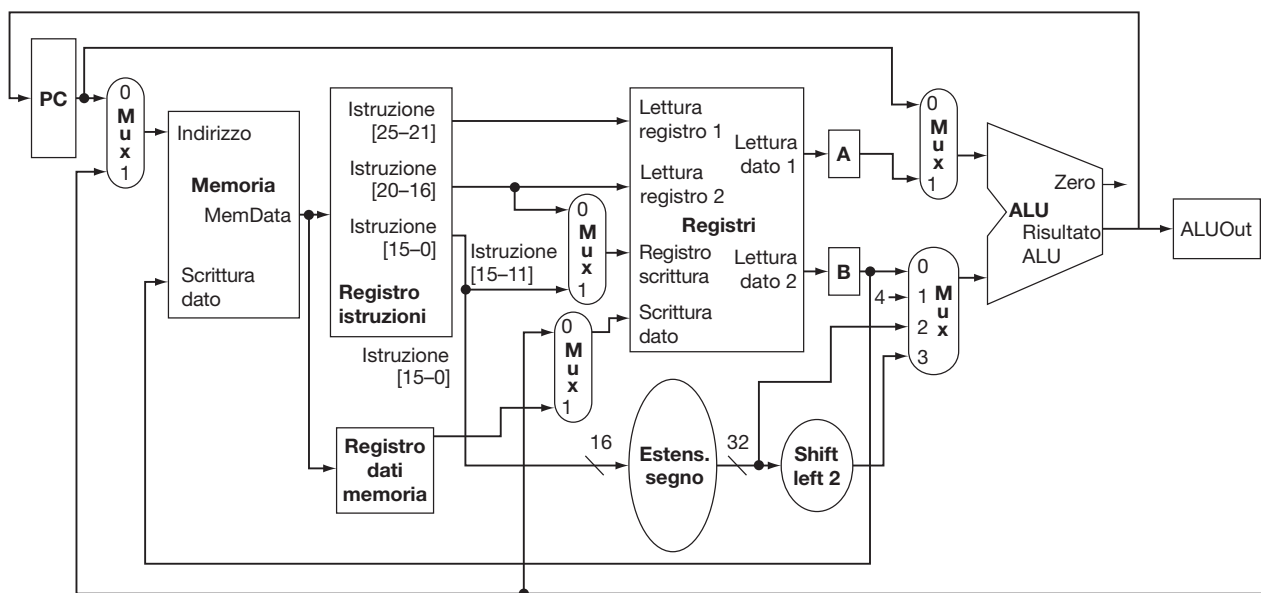 PC
0
M
u
x
1
Indirizzo
Memoria
MemData
Scrittura
dato
Istruzione
[25–21]
Istruzione
[20–16]
Istruzione
[15–0]
Registro
istruzioni
Istruzione
[15–11]
Istruzione
[15–0]
Registro
dati
memoria
0
M
u
x
1
0
M
u
x
1
Lettura
registro 1
Lettura
registro 2
Registri
Registro
scrittura
Scrittura
dato
Lettura
dato 1
Lettura
dato 2
16
Estens.
segno
32
Shift
left 2
A
B
4
0
M
u
x
1
0
1
2
3
M
u
x
Zero
ALU
Risultato
ALU
ALUOut